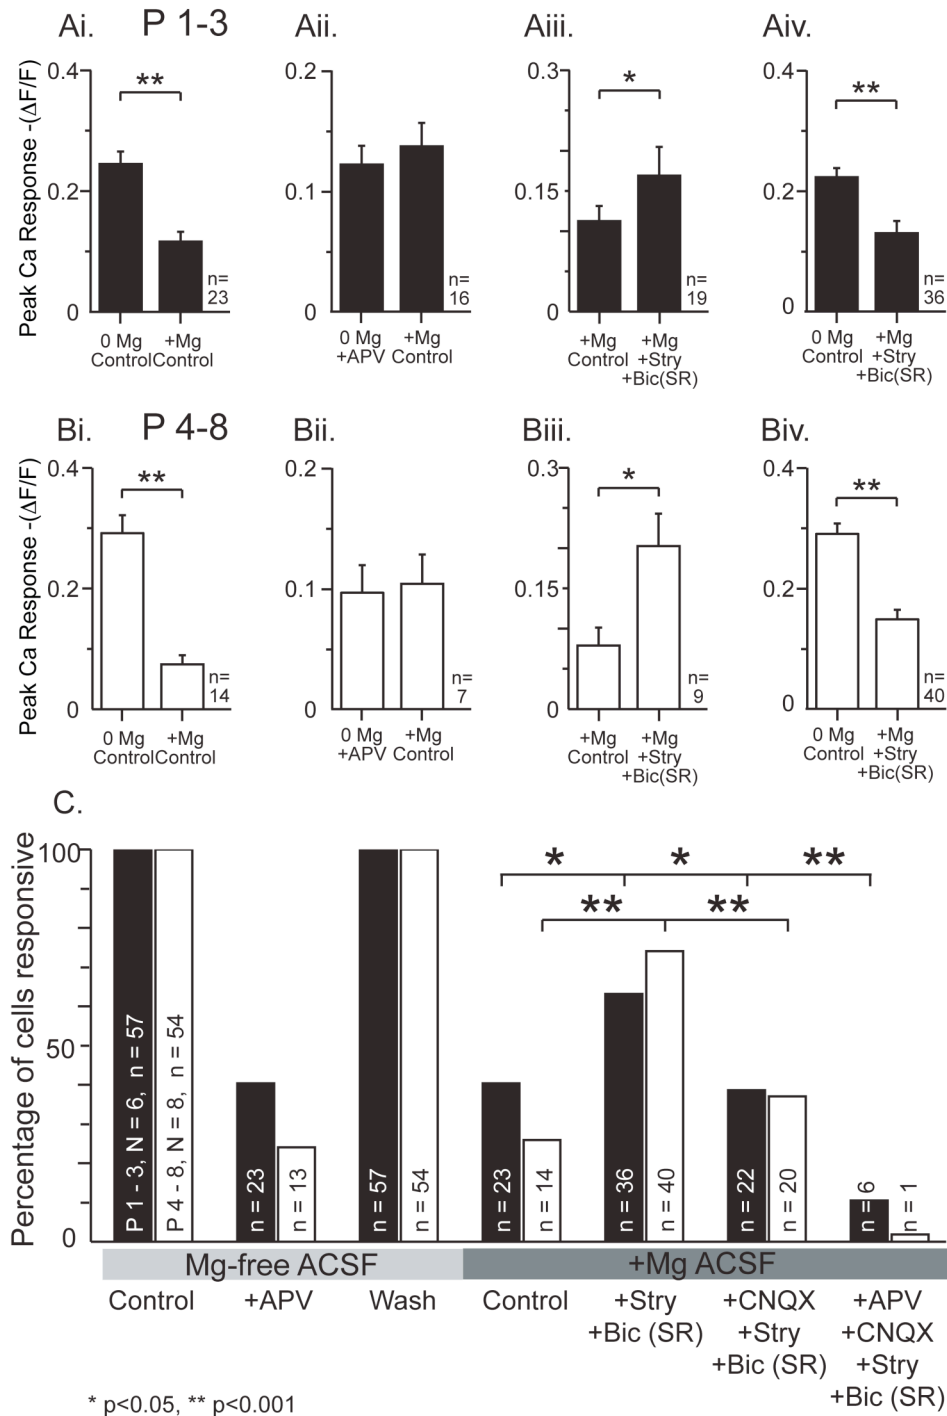 Ai. P 1-3 Aii. Aiii. Aiv.
Peak Ca Response -(ΔF/F)
0.4
0.2
0
**
n=
23
0 Mg
Control
+Mg
Control
0.2
0.1
0
n=
16
0 Mg
+APV
+Mg
Control
0.3
0.15
0
*
n=
19
+Mg
Control
+Mg
+Stry
+Bic(SR)
0.4
0.2
0
**
n=
36
0 Mg
Control
+Mg
+Stry
+Bic(SR)
Bi. P 4-8 Bii. Biii. Biv.
Peak Ca Response -(ΔF/F)
0.4
0.2
0
**
n=
14
0 Mg
Control
+Mg
Control
0.2
0.1
0
n=
7
0 Mg
+APV
+Mg
Control
0.3
0.15
0
*
n=
9
+Mg
Control
+Mg
+Stry
+Bic(SR)
0.4
0.2
0
**
n=
40
0 Mg
Control
+Mg
+Stry
+Bic(SR)
C.
Percentage of cells responsive
100
50
0
* * **
** **
P 1 - 3, N = 6, n = 57
P 4 - 8, N = 8, n = 54
n = 23
n = 13
n = 57
n = 54
n = 23
n = 14
n = 36
n = 40
n = 22
n = 20
n = 6
n = 1
Mg-free ACSF
+Mg ACSF
Control
+APV
Wash
Control
+Stry
+Bic (SR)
+CNQX
+Stry
+Bic (SR)
+APV
+CNQX
+Stry
+Bic (SR)
* p<0.05, ** p<0.001